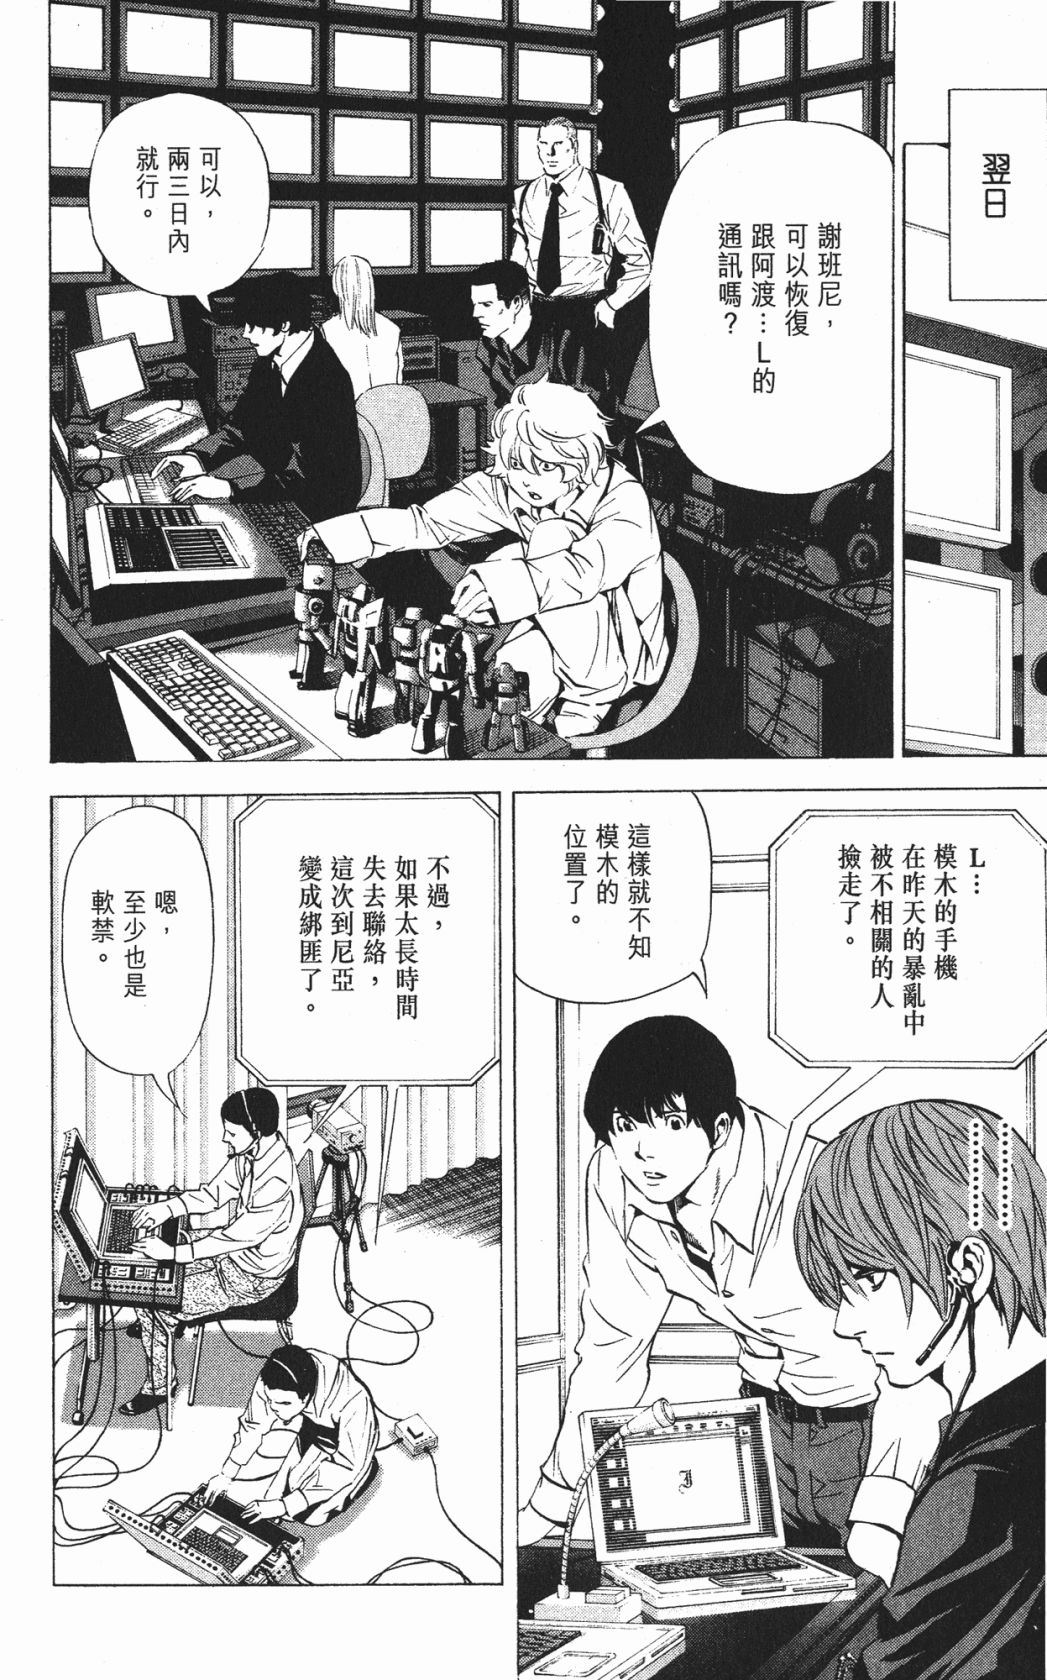 翌日
謝班尼，
可以恢復
跟阿渡…L的
通訊嗎？
可以，
兩三日內
就行。
L…
模木的手機
在昨天的暴亂中
被不相關的人
撿走了。
這樣就不知
模木的
位置了。
…………
…………
不過，
如果太長時間
失去聯絡，
這次到尼亞
變成綁匪了。
嗯，
至少也是
軟禁。
L